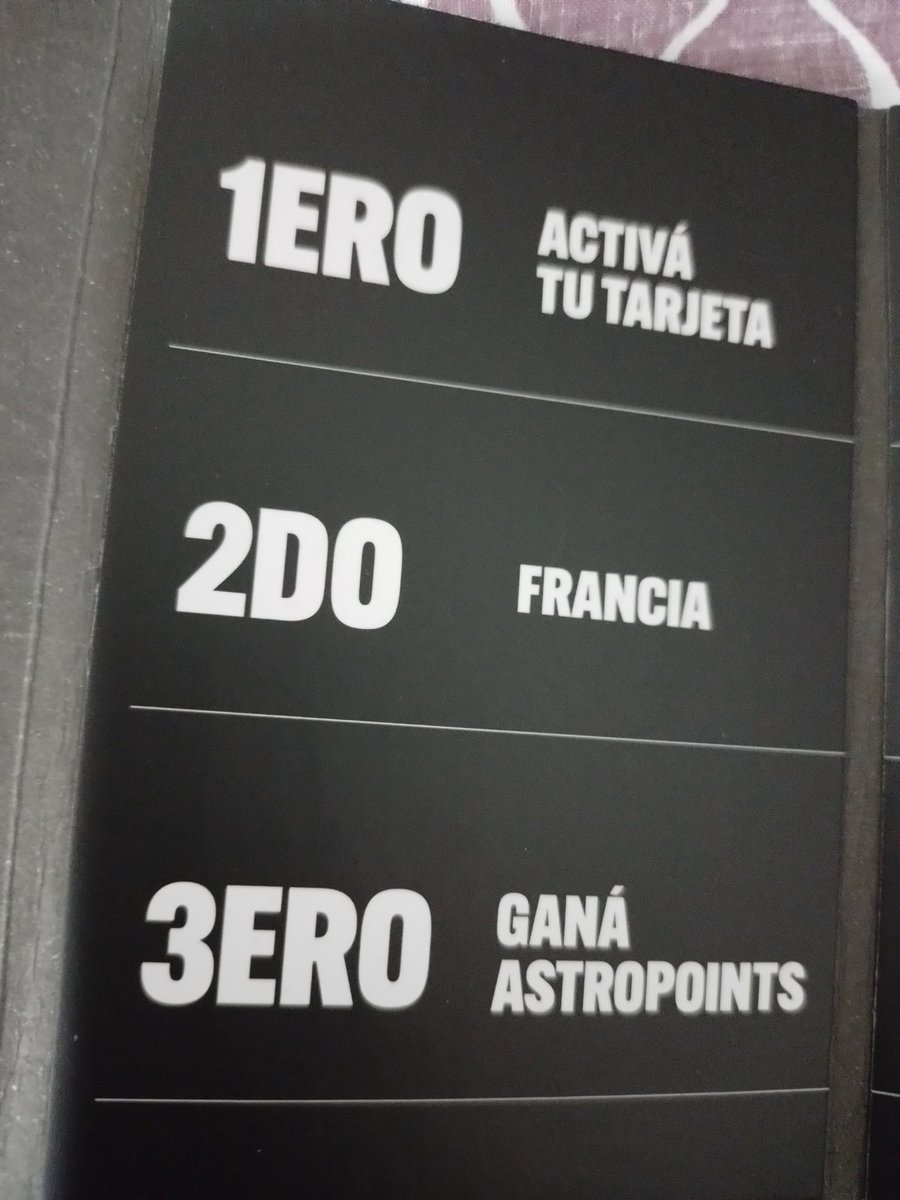 1ERO
ACTIVÁ
TU TARJETA
2DO
FRANCIA
3ERO
GANÁ
ASTROPOINTS